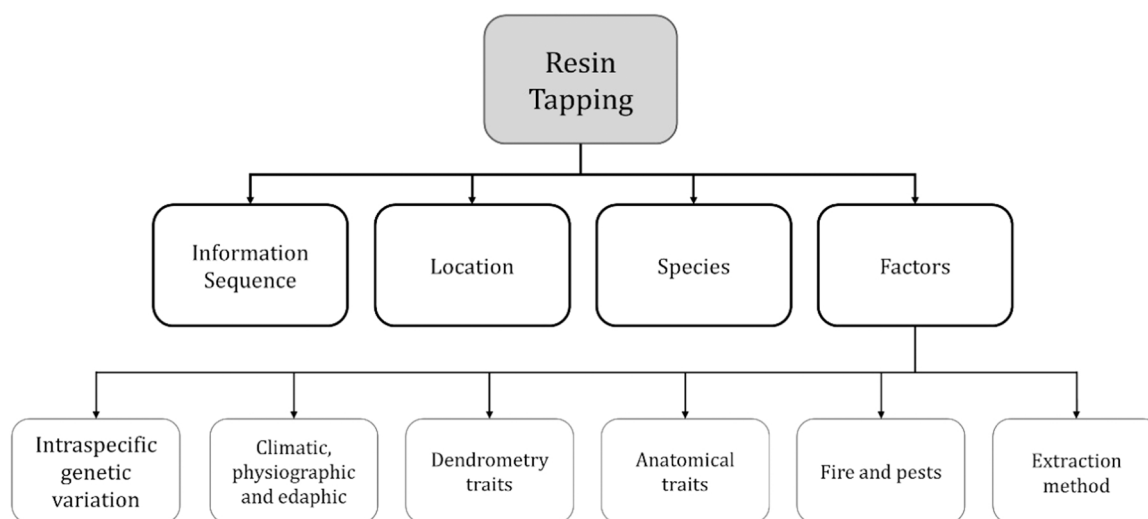 Resin
Tapping
Information
Sequence
Location
Species
Factors
Intraspecific
genetic
variation
Climatic,
physiographic
and edaphic
Dendrometry
traits
Anatomical
traits
Fire and pests
Extraction
method